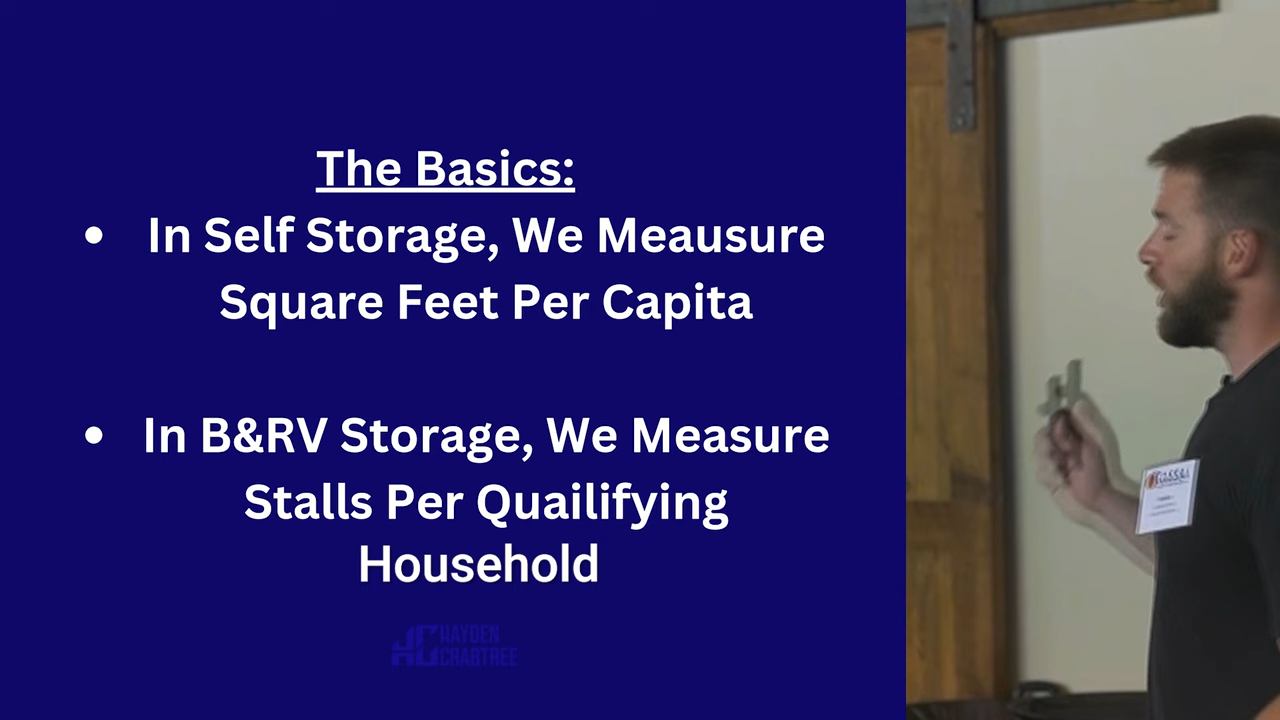 The Basics:
• In Self Storage, We Meausure
Square Feet Per Capita
• In B&RV Storage, We Measure
Stalls Per Quailifying
Household
HAYDEN
CRABTREE